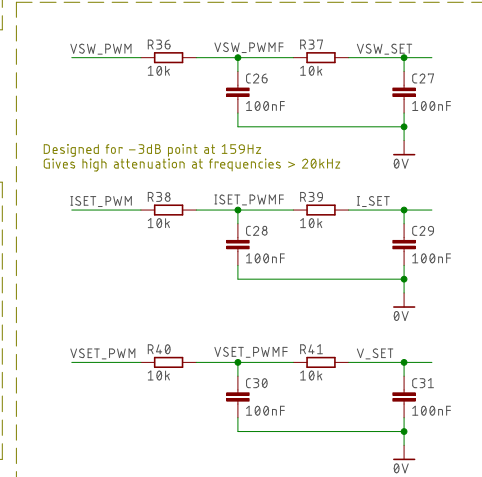 VSW_PWM R36 VSW_PWMF R37 VSW_SET
10k 10k
C26 C27
100nF 100nF
Designed for -3dB point at 159Hz
Gives high attenuation at frequencies > 20kHz
0V
ISET_PWM R38 ISET_PWMF R39 I_SET
10k 10k
C28 C29
100nF 100nF
0V
VSET_PWM R40 VSET_PWMF R41 V_SET
10k 10k
C30 C31
100nF 100nF
0V